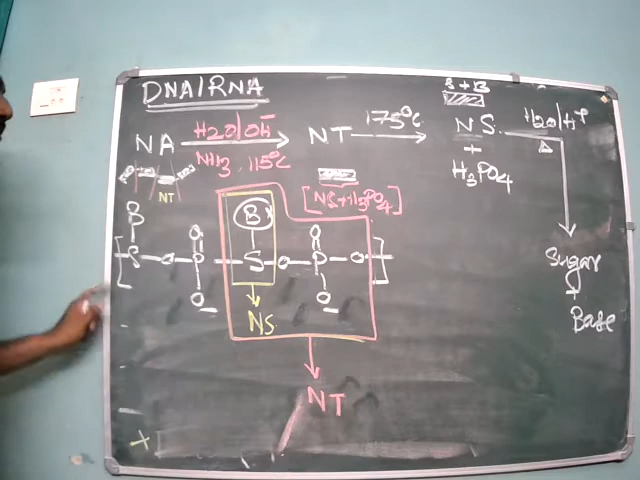 DNA/RNA
S + B
NA H2O/OH⁻ NT 175°C NS H2O/H⊕
NH3, 115°C
Δ
+
H3PO4
NT
[NS+H3PO4]
B B
O O
[S-O-P-S-O-P-O-]
O⁻ O⁻
Sugar
+
Base
NS
NT